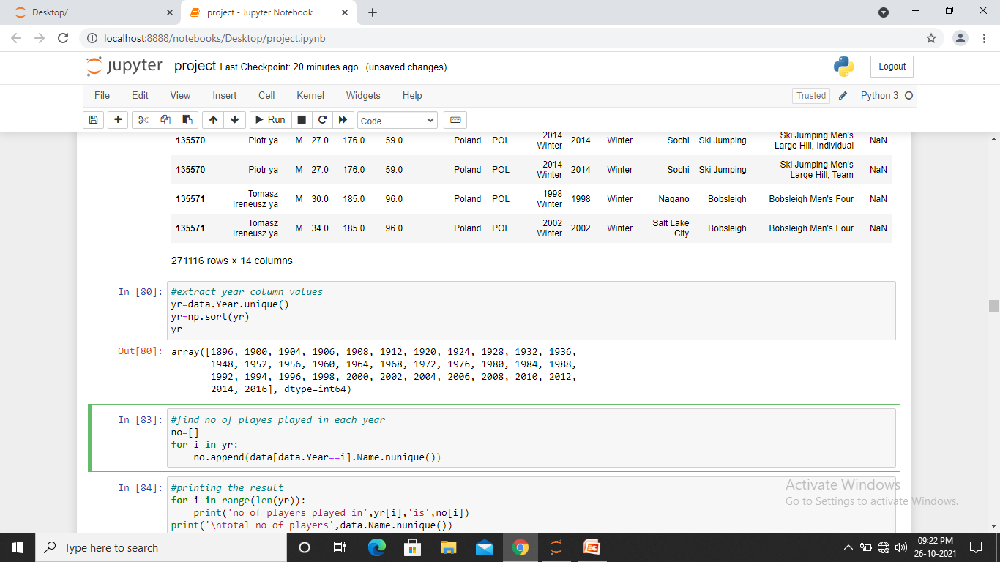 Desktop/
project - Jupyter Notebook
localhost:8888/notebooks/Desktop/project.ipynb
jupyter project Last Checkpoint: 20 minutes ago (unsaved changes)
Logout
File Edit View Insert Cell Kernel Widgets Help
Trusted Python 3
Run Code
135570 Piotr ya M 27.0 176.0 59.0 Poland POL 2014 Winter 2014 Winter Sochi Ski Jumping Ski Jumping Men's Large Hill, Individual NaN
135570 Piotr ya M 27.0 176.0 59.0 Poland POL 2014 Winter 2014 Winter Sochi Ski Jumping Ski Jumping Men's Large Hill, Team NaN
135571 Tomasz Ireneusz ya M 30.0 185.0 96.0 Poland POL 1998 Winter 1998 Winter Nagano Bobsleigh Bobsleigh Men's Four NaN
135571 Tomasz Ireneusz ya M 34.0 185.0 96.0 Poland POL 2002 Winter 2002 Winter Salt Lake City Bobsleigh Bobsleigh Men's Four NaN
271116 rows × 14 columns
In [80]: #extract year column values
yr=data.Year.unique()
yr=np.sort(yr)
yr
Out[80]: array([1896, 1900, 1904, 1906, 1908, 1912, 1920, 1924, 1928, 1932, 1936,
1948, 1952, 1956, 1960, 1964, 1968, 1972, 1976, 1980, 1984, 1988,
1992, 1994, 1996, 1998, 2000, 2002, 2004, 2006, 2008, 2010, 2012,
2014, 2016], dtype=int64)
In [83]: #find no of playes played in each year
no=[]
for i in yr:
    no.append(data[data.Year==i].Name.nunique())
In [84]: #printing the result
for i in range(len(yr)):
    print('no of players played in',yr[i],'is',no[i])
print('\ntotal no of players',data.Name.nunique())
Activate Windows
Go to Settings to activate Windows.
Type here to search
09:22 PM
26-10-2021